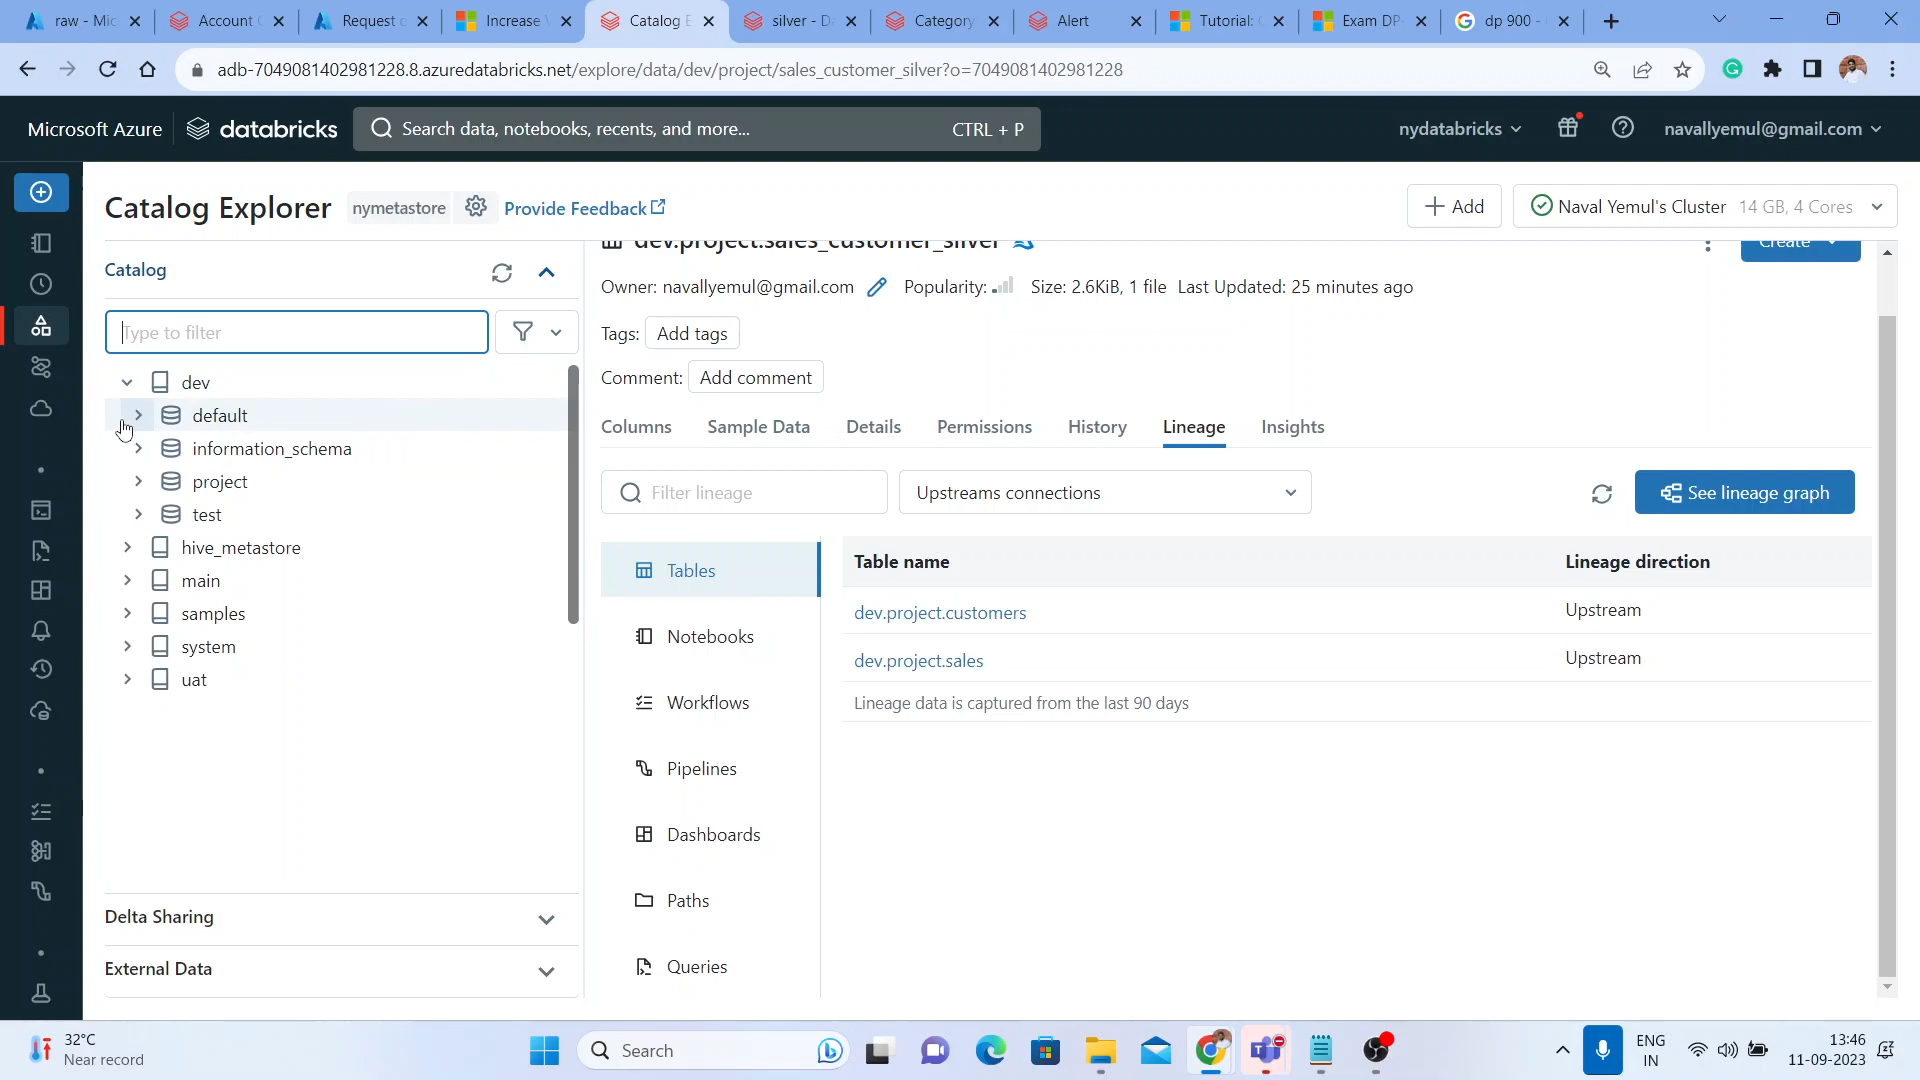 raw - Mic
Account C
Request c
Increase V
Catalog E
silver - Da
Category
Alert
Tutorial: C
Exam DP-
dp 900 -
adb-7049081402981228.8.azuredatabricks.net/explore/data/dev/project/sales_customer_silver?o=7049081402981228
Microsoft Azure
databricks
Search data, notebooks, recents, and more...
CTRL + P
nydatabricks
navallyemul@gmail.com
Catalog Explorer
nymetastore
Provide Feedback
Add
Naval Yemul's Cluster 14 GB, 4 Cores
Catalog
dev.project.sales_customer_silver
Create
Owner: navallyemul@gmail.com
Popularity:
Size: 2.6KiB, 1 file
Last Updated: 25 minutes ago
Type to filter
Tags:
Add tags
Comment:
Add comment
dev
default
information_schema
project
test
hive_metastore
main
samples
system
uat
Delta Sharing
External Data
Columns
Sample Data
Details
Permissions
History
Lineage
Insights
Filter lineage
Upstreams connections
See lineage graph
Tables
Notebooks
Workflows
Pipelines
Dashboards
Paths
Queries
Table name
Lineage direction
dev.project.customers
Upstream
dev.project.sales
Upstream
Lineage data is captured from the last 90 days
32°C
Near record
Search
ENG
IN
13:46
11-09-2023